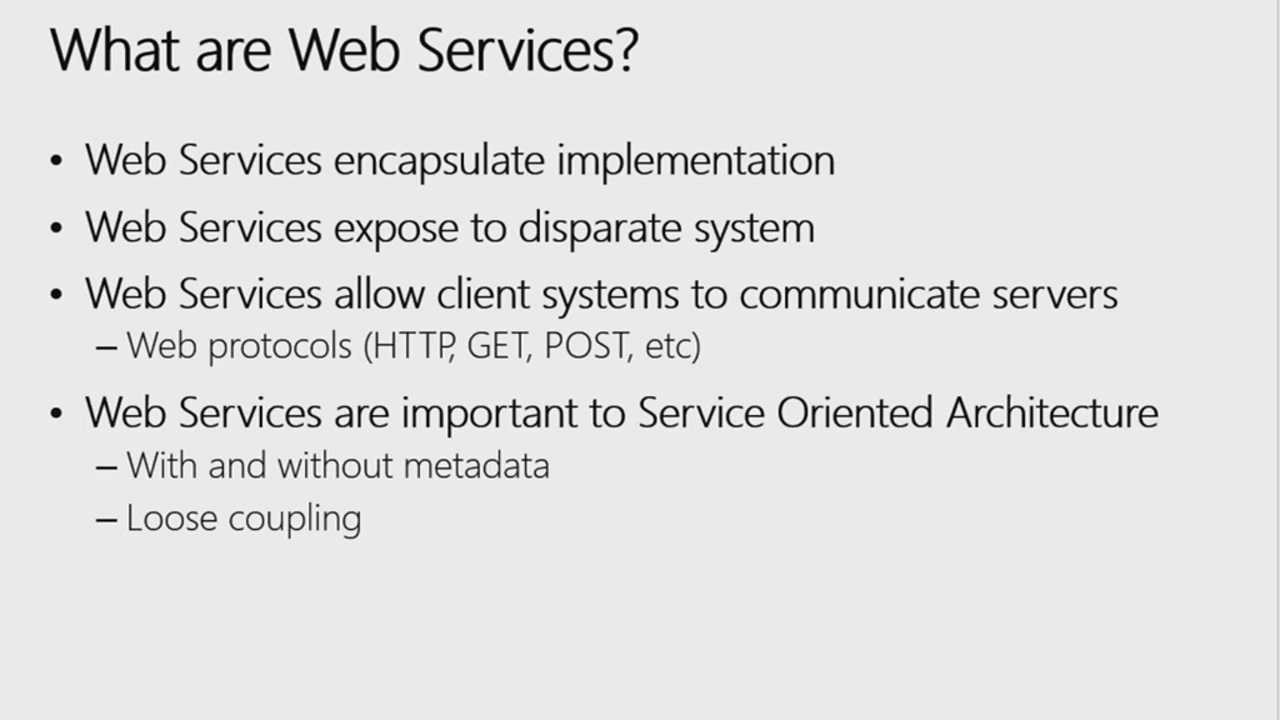 What are Web Services?
• Web Services encapsulate implementation
• Web Services expose to disparate system
• Web Services allow client systems to communicate servers
– Web protocols (HTTP, GET, POST, etc)
• Web Services are important to Service Oriented Architecture
– With and without metadata
– Loose coupling